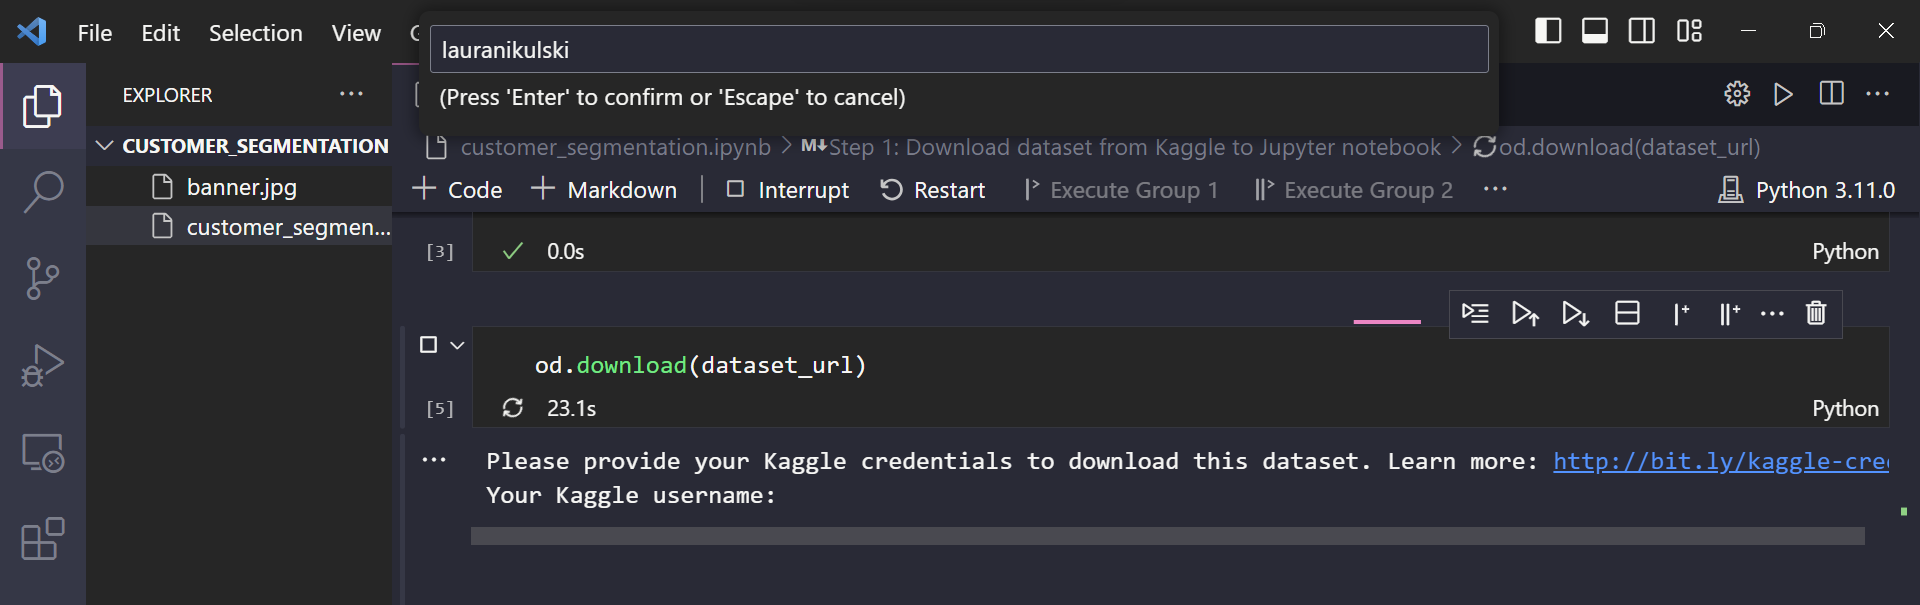 File Edit Selection View
lauranikulski
(Press 'Enter' to confirm or 'Escape' to cancel)
EXPLORER
CUSTOMER_SEGMENTATION
banner.jpg
customer_segmen...
customer_segmentation.ipynb > M↓Step 1: Download dataset from Kaggle to Jupyter notebook > od.download(dataset_url)
+ Code + Markdown | Interrupt Restart Execute Group 1 Execute Group 2 ... Python 3.11.0
[3] ✓ 0.0s Python
od.download(dataset_url)
[5] 23.1s Python
Please provide your Kaggle credentials to download this dataset. Learn more: http://bit.ly/kaggle-cre
Your Kaggle username: